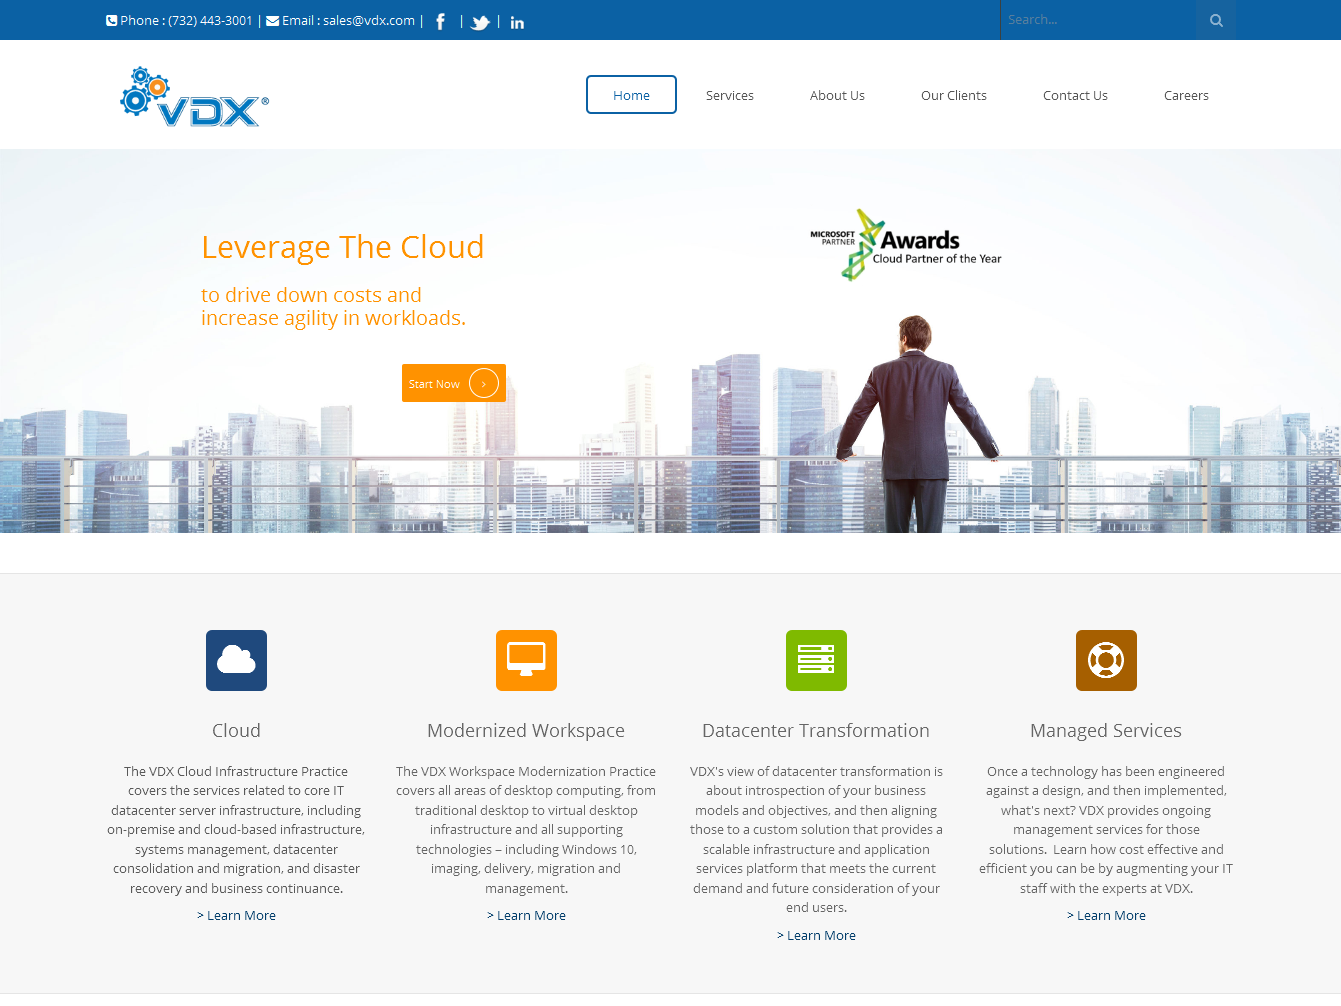 Phone : (732) 443-3001 | Email : sales@vdx.com | f | | in
Search...
VDX®
Home Services About Us Our Clients Contact Us Careers
Leverage The Cloud
to drive down costs and
increase agility in workloads.
Start Now >
MICROSOFT
PARTNER
Awards
Cloud Partner of the Year
Cloud
The VDX Cloud Infrastructure Practice
covers the services related to core IT
datacenter server infrastructure, including
on-premise and cloud-based infrastructure,
systems management, datacenter
consolidation and migration, and disaster
recovery and business continuance.
> Learn More
Modernized Workspace
The VDX Workspace Modernization Practice
covers all areas of desktop computing, from
traditional desktop to virtual desktop
infrastructure and all supporting
technologies – including Windows 10,
imaging, delivery, migration and
management.
> Learn More
Datacenter Transformation
VDX's view of datacenter transformation is
about introspection of your business
models and objectives, and then aligning
those to a custom solution that provides a
scalable infrastructure and application
services platform that meets the current
demand and future consideration of your
end users.
> Learn More
Managed Services
Once a technology has been engineered
against a design, and then implemented,
what's next? VDX provides ongoing
management services for those
solutions.  Learn how cost effective and
efficient you can be by augmenting your IT
staff with the experts at VDX.
> Learn More